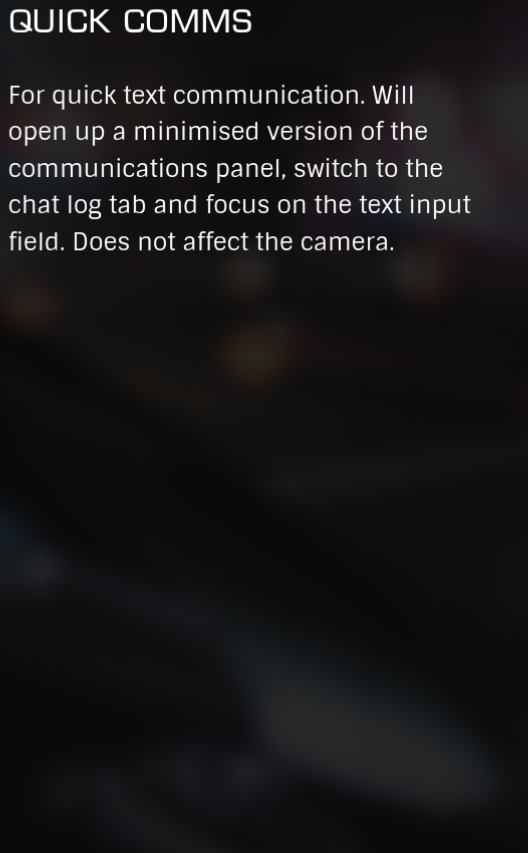 QUICK COMMS
For quick text communication. Will
open up a minimised version of the
communications panel, switch to the
chat log tab and focus on the text input
field. Does not affect the camera.